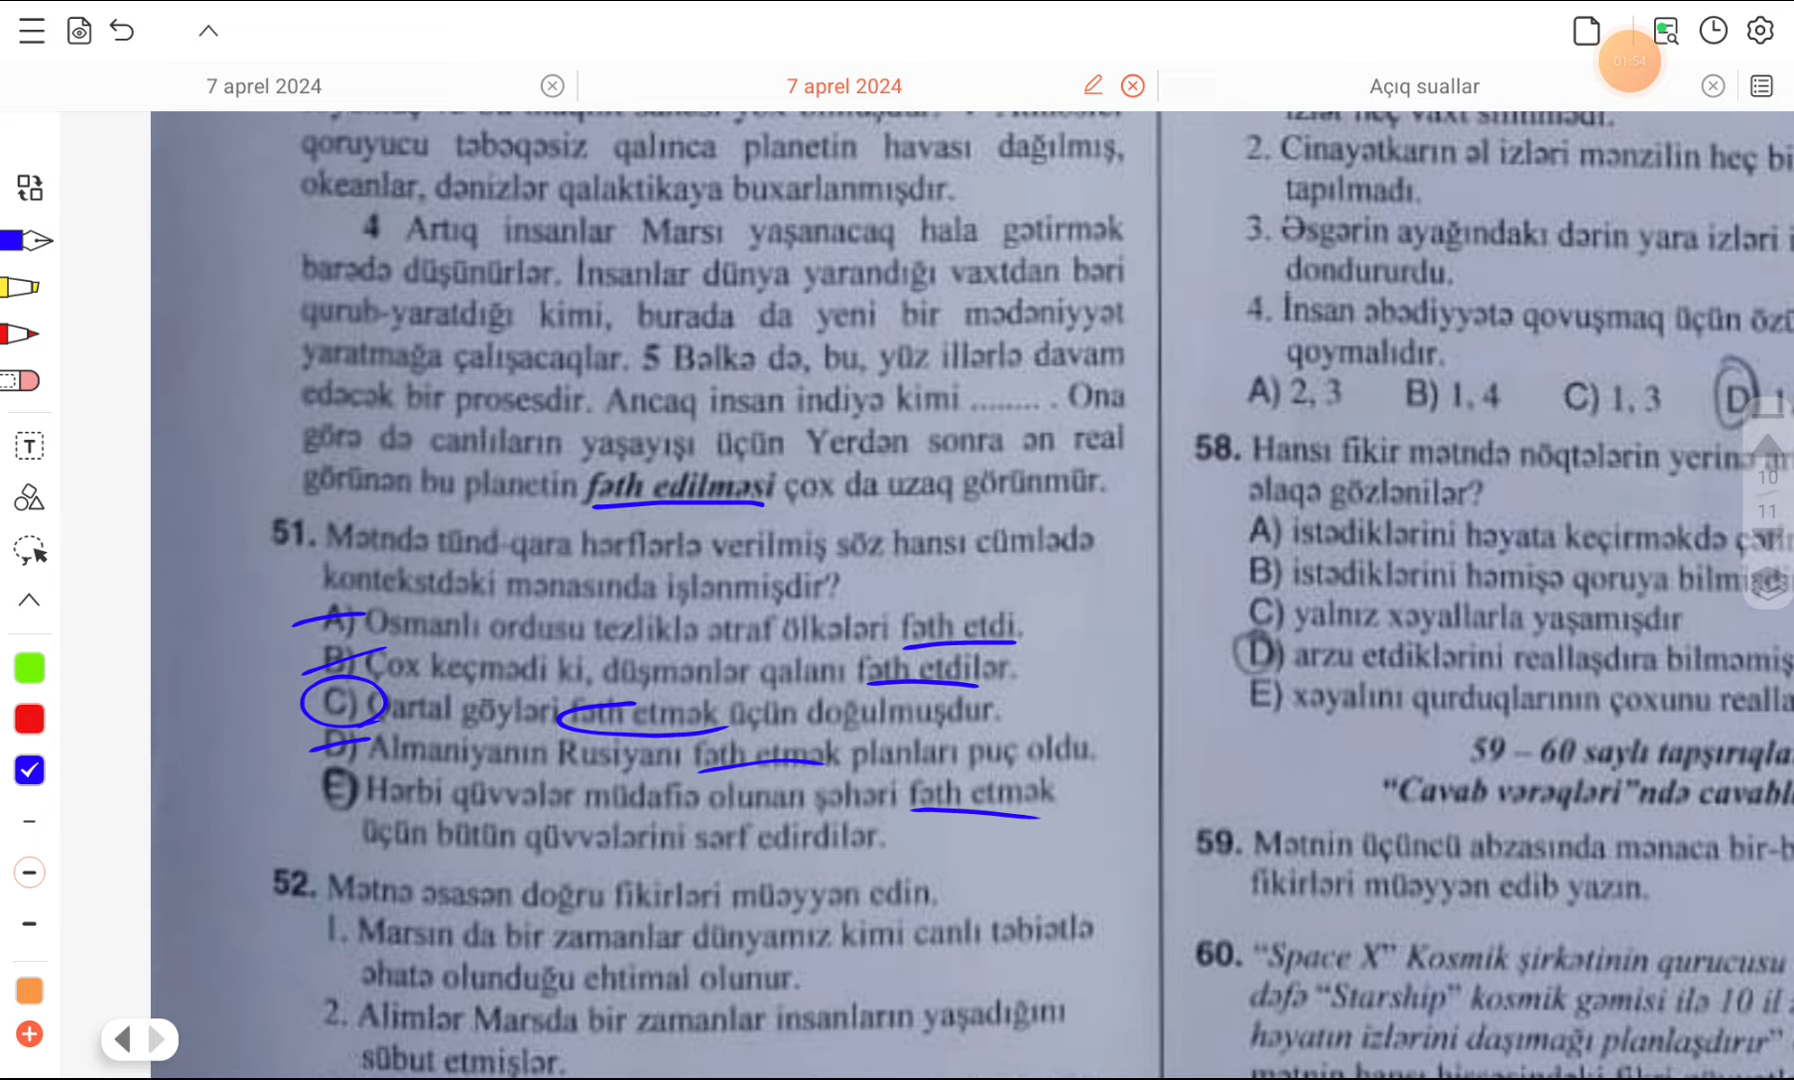 01:54
7 aprel 2024
7 aprel 2024
Açıq suallar
qoruyucu təbəqəsiz qalınca planetin havası dağılmış,
okeanlar, dənizlər qalaktikaya buxarlanmışdır.
4 Artıq insanlar Marsı yaşanacaq hala gətirmək
barədə düşünürlər. İnsanlar dünya yarandığı vaxtdan bəri
qurub-yaratdığı kimi, burada da yeni bir mədəniyyət
yaratmağa çalışacaqlar. 5 Bəlkə də, bu, yüz illərlə davam
edəcək bir prosesdir. Ancaq insan indiyə kimi ........ . Ona
görə də canlıların yaşayışı üçün Yerdən sonra ən real
görünən bu planetin fəth edilməsi çox da uzaq görünmür.
51. Mətndə tünd-qara hərflərlə verilmiş söz hansı cümlədə
kontekstdəki mənasında işlənmişdir?
A) Osmanlı ordusu tezliklə ətraf ölkələri fəth etdi.
B) Çox keçmədi ki, düşmənlər qalanı fəth etdilər.
C) Qartal göyləri fəth etmək üçün doğulmuşdur.
D) Almaniyanın Rusiyanı fəth etmək planları puç oldu.
E) Hərbi qüvvələr müdafiə olunan şəhəri fəth etmək
üçün bütün qüvvələrini sərf edirdilər.
52. Mətnə əsasən doğru fikirləri müəyyən edin.
1. Marsın da bir zamanlar dünyamız kimi canlı təbiətlə
əhatə olunduğu ehtimal olunur.
2. Alimlər Marsda bir zamanlar insanların yaşadığını
sübut etmişlər.
izlər heç vaxt silinmədi.
2. Cinayətkarın əl izləri mənzilin heç bi
tapılmadı.
3. Əsgərin ayağındakı dərin yara izləri i
dondururdu.
4. İnsan əbədiyyətə qovuşmaq üçün özü
qoymalıdır.
A) 2, 3 B) 1, 4 C) 1, 3 D) 1
58. Hansı fikir mətndə nöqtələrin yerinə
əlaqə gözlənilər?
A) istədiklərini həyata keçirməkdə
B) istədiklərini həmişə qoruya
C) yalnız xəyallarla yaşamışdır
D) arzu etdiklərini reallaşdıra bilməmiş
E) xəyalını qurduqlarının çoxunu realla
59 – 60 saylı tapşırıqla
“Cavab vərəqləri”ndə cavabl
59. Mətnin üçüncü abzasında mənaca bir-b
fikirləri müəyyən edib yazın.
60. “Space X” Kosmik şirkətinin qurucusu
dəfə “Starship” kosmik gəmisi ilə 10 il
həyatın izlərini daşımağı planlaşdırır”
10
11
T